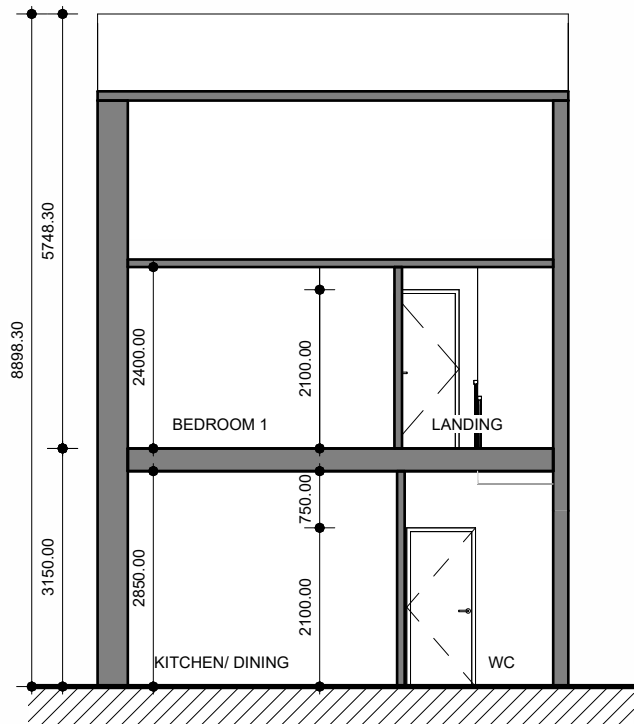 5748.30
8898.30
2400.00
2100.00
BEDROOM 1
LANDING
750.00
3150.00
2850.00
2100.00
KITCHEN/ DINING
WC